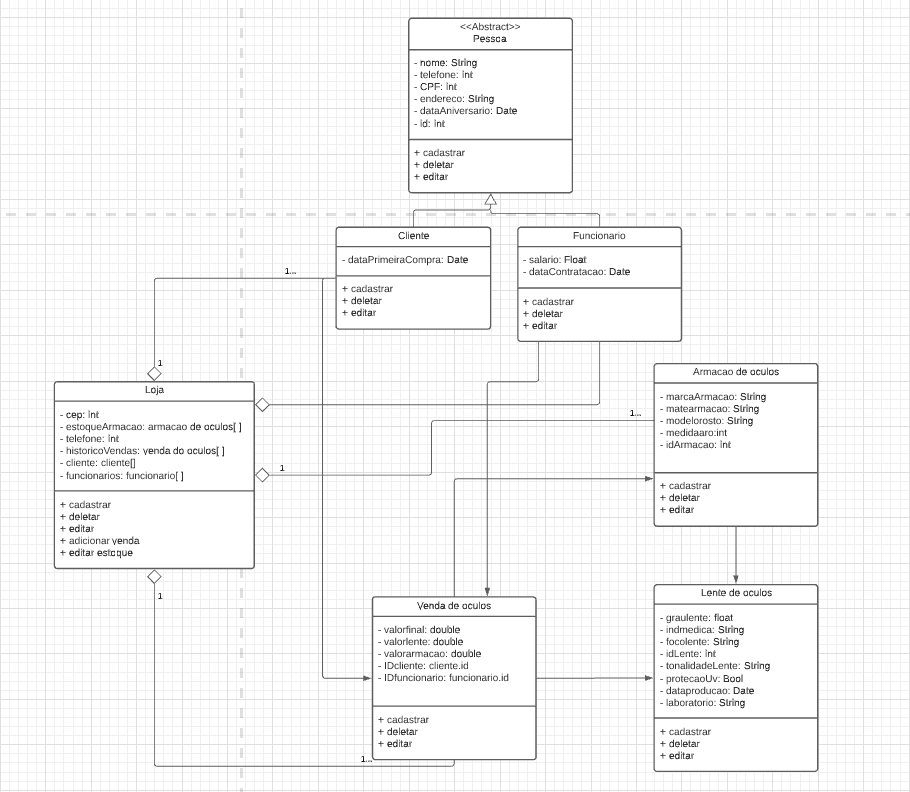 <<Abstract>>
Pessoa
- nome: String
- telefone: int
- CPF: int
- endereco: String
- dataAniversario: Date
- id: int
+ cadastrar
+ deletar
+ editar
Cliente
- dataPrimeiraCompra: Date
+ cadastrar
+ deletar
+ editar
Funcionario
- salario: Float
- dataContratacao: Date
+ cadastrar
+ deletar
+ editar
1...
1
Loja
- cep: int
- estoqueArmacao: armacao de oculos[ ]
- telefone: int
- historicoVendas: venda do oculos[ ]
- cliente: cliente[]
- funcionarios: funcionario[ ]
+ cadastrar
+ deletar
+ editar
+ adicionar venda
+ editar estoque
1...
1
1
1...
Armacao de oculos
- marcaArmacao: String
- matearmacao: String
- modelorosto: String
- medidaaro:int
- idArmacao: int
+ cadastrar
+ deletar
+ editar
Venda de oculos
- valorfinal: double
- valorlente: double
- valorarmacao: double
- IDcliente: cliente.id
- IDfuncionario: funcionario.id
+ cadastrar
+ deletar
+ editar
Lente de oculos
- graulente: float
- indmedica: String
- focolente: String
- idLente: int
- tonalidadeLente: String
- protecaoUv: Bool
- dataproducao: Date
- laboratorio: String
+ cadastrar
+ deletar
+ editar